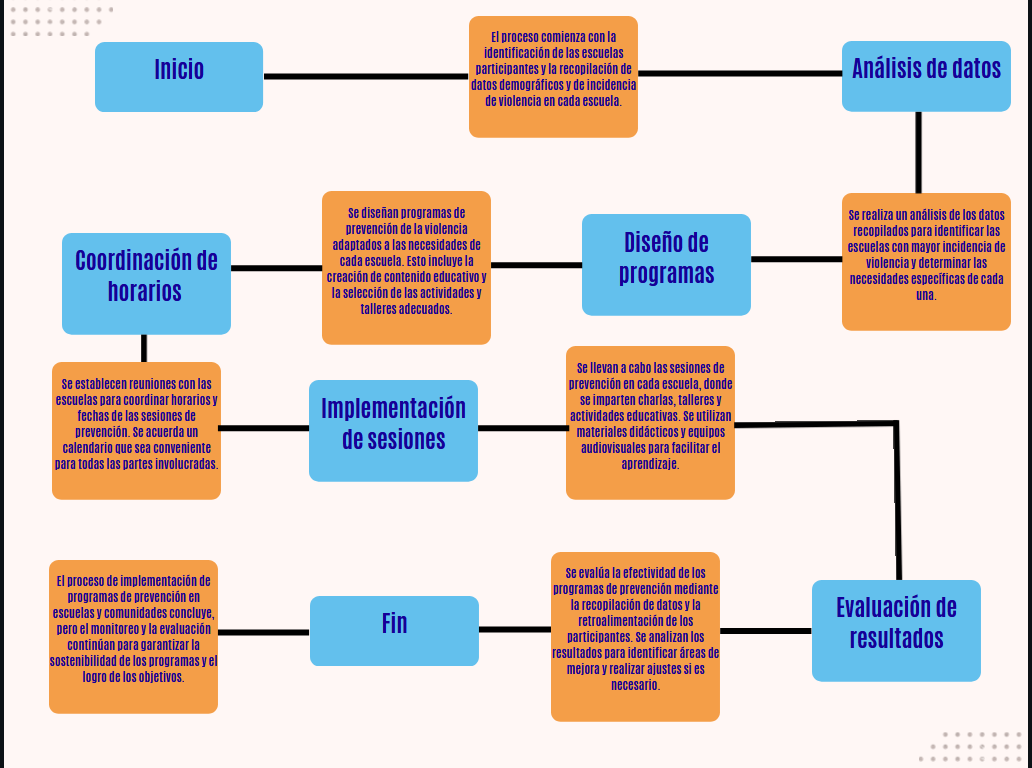 Inicio
El proceso comienza con la
identificación de las escuelas
participantes y la recopilación de
datos demográficos y de incidencia
de violencia en cada escuela.
Análisis de datos
Se realiza un análisis de los datos
recopilados para identificar las
escuelas con mayor incidencia de
violencia y determinar las
necesidades específicas de cada
una.
Diseño de
programas
Se diseñan programas de
prevención de la violencia
adaptados a las necesidades de
cada escuela. Esto incluye la
creación de contenido educativo y
la selección de las actividades y
talleres adecuados.
Coordinación de
horarios
Se establecen reuniones con las
escuelas para coordinar horarios y
fechas de las sesiones de
prevención. Se acuerda un
calendario que sea conveniente
para todas las partes involucradas.
Implementación
de sesiones
Se llevan a cabo las sesiones de
prevención en cada escuela, donde
se imparten charlas, talleres y
actividades educativas. Se utilizan
materiales didácticos y equipos
audiovisuales para facilitar el
aprendizaje.
Evaluación de
resultados
Se evalúa la efectividad de los
programas de prevención mediante
la recopilación de datos y la
retroalimentación de los
participantes. Se analizan los
resultados para identificar áreas de
mejora y realizar ajustes si es
necesario.
Fin
El proceso de implementación de
programas de prevención en
escuelas y comunidades concluye,
pero el monitoreo y la evaluación
continúan para garantizar la
sostenibilidad de los programas y el
logro de los objetivos.